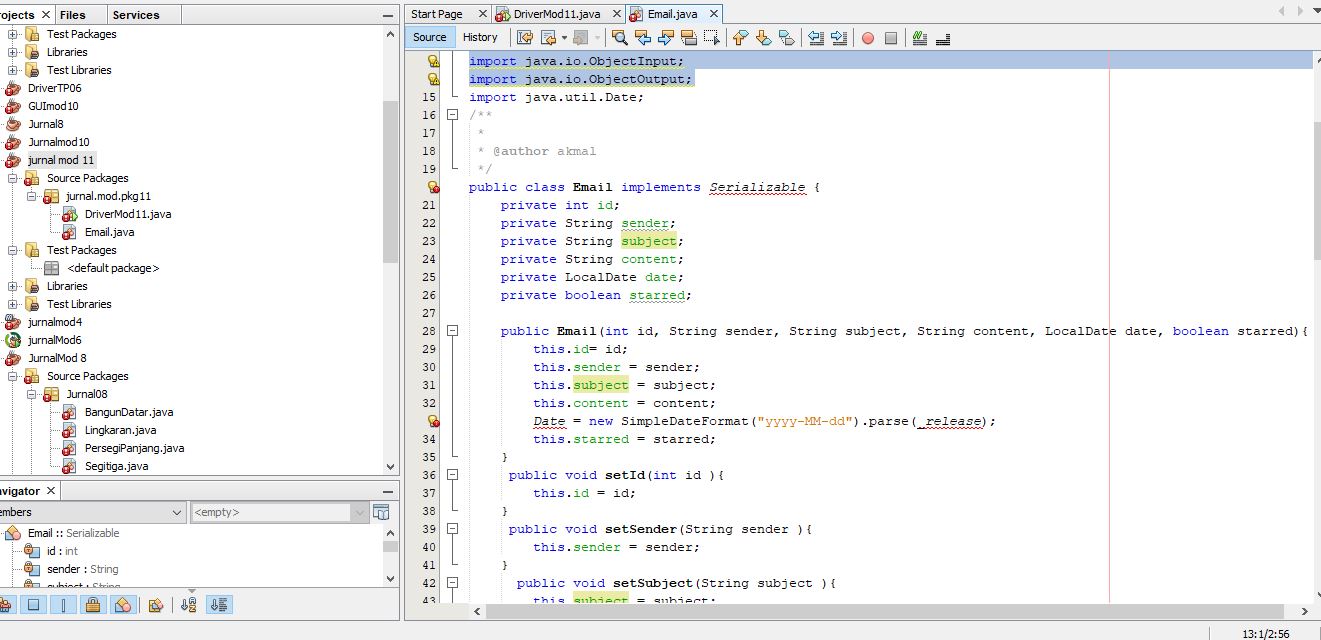 rojects
Files
Services
Test Packages
Libraries
Test Libraries
DriverTP06
GUImod10
Jurnal8
Jurnalmod10
jurnal mod 11
Source Packages
jurnal.mod.pkg11
DriverMod11.java
Email.java
Test Packages
<default package>
Libraries
Test Libraries
jurnalmod4
jurnalMod6
JurnalMod 8
Source Packages
Jurnal08
BangunDatar.java
Lingkaran.java
PersegiPanjang.java
Segitiga.java
avigator
embers
<empty>
Email :: Serializable
id : int
sender : String
subject : String
Start Page
DriverMod11.java
Email.java
Source
History
import java.io.ObjectInput;
import java.io.ObjectOutput;
15 import java.util.Date;
16 /**
17 *
18 * @author akmal
19 */
public class Email implements Serializable {
21 private int id;
22 private String sender;
23 private String subject;
24 private String content;
25 private LocalDate date;
26 private boolean starred;
28 public Email(int id, String sender, String subject, String content, LocalDate date, boolean starred){
29 this.id= id;
30 this.sender = sender;
31 this.subject = subject;
32 this.content = content;
Date = new SimpleDateFormat("yyyy-MM-dd").parse(_release);
34 this.starred = starred;
35 }
36 public void setId(int id ){
37 this.id = id;
38 }
39 public void setSender(String sender ){
40 this.sender = sender;
41 }
42 public void setSubject(String subject ){
43 this.subject = subject;
13:1/2:56